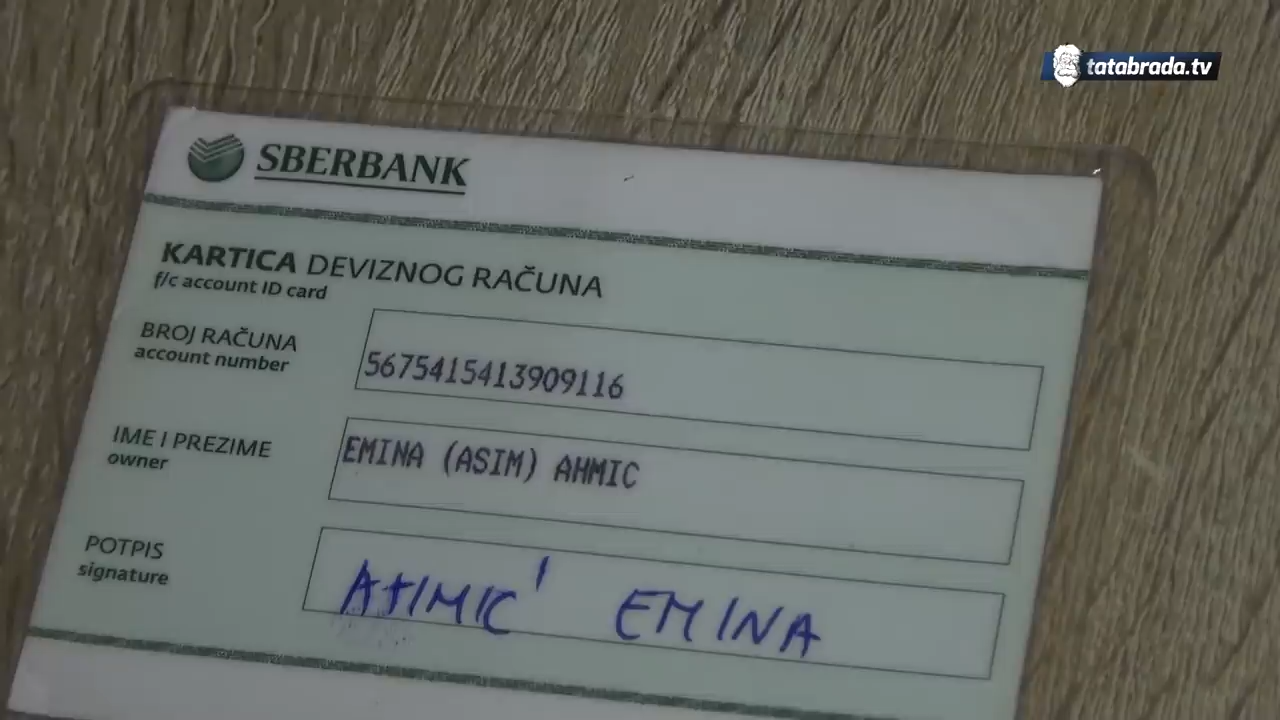 tatabrada.tv
SBERBANK
KARTICA DEVIZNOG RAČUNA
f/c account ID card
BROJ RAČUNA
account number
5675415413909116
IME I PREZIME
owner
EMINA (ASIM) AHMIC
POTPIS
signature
AHMIĆ EMINA